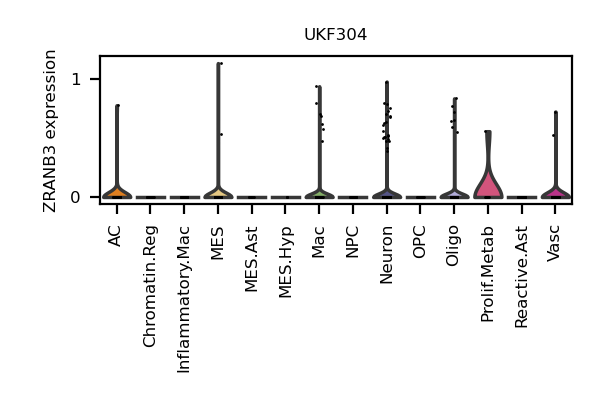 UKF304
ZRANB3 expression
1
0
AC
Chromatin.Reg
Inflammatory.Mac
MES
MES.Ast
MES.Hyp
Mac
NPC
Neuron
OPC
Oligo
Prolif.Metab
Reactive.Ast
Vasc